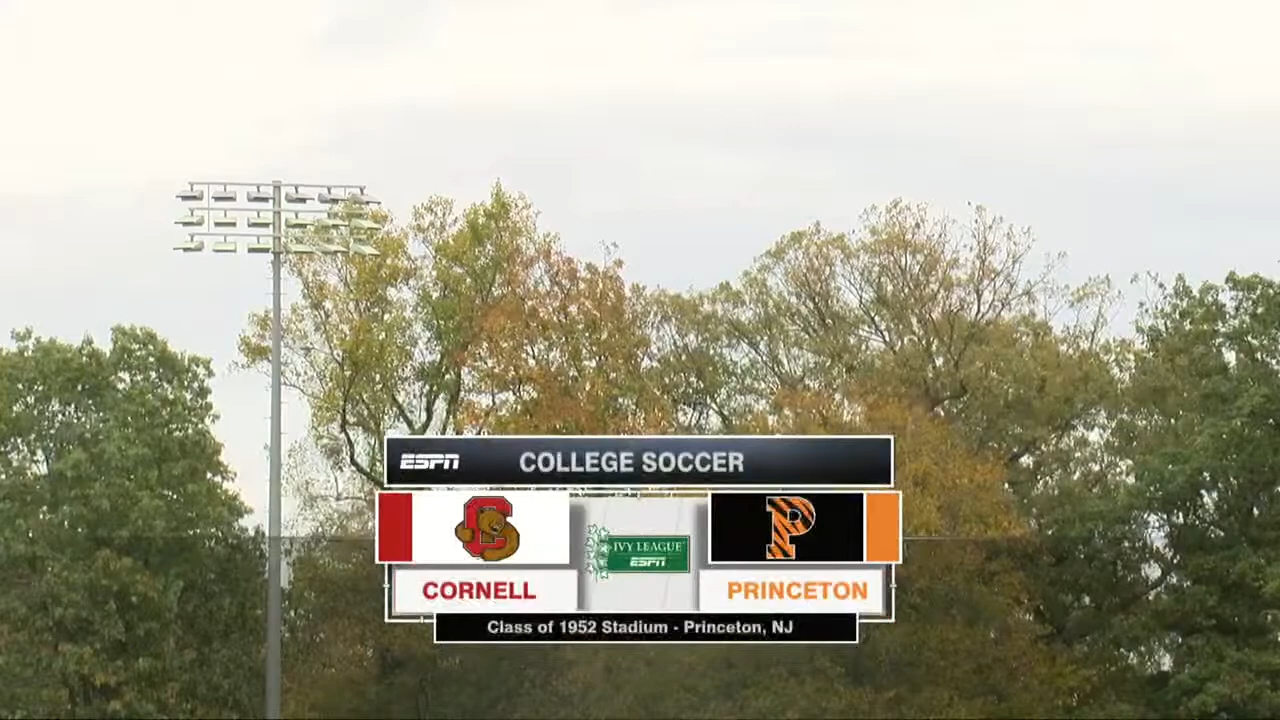 ESPN COLLEGE SOCCER
C
P
IVY LEAGUE
ESPN
CORNELL PRINCETON
Class of 1952 Stadium - Princeton, NJ